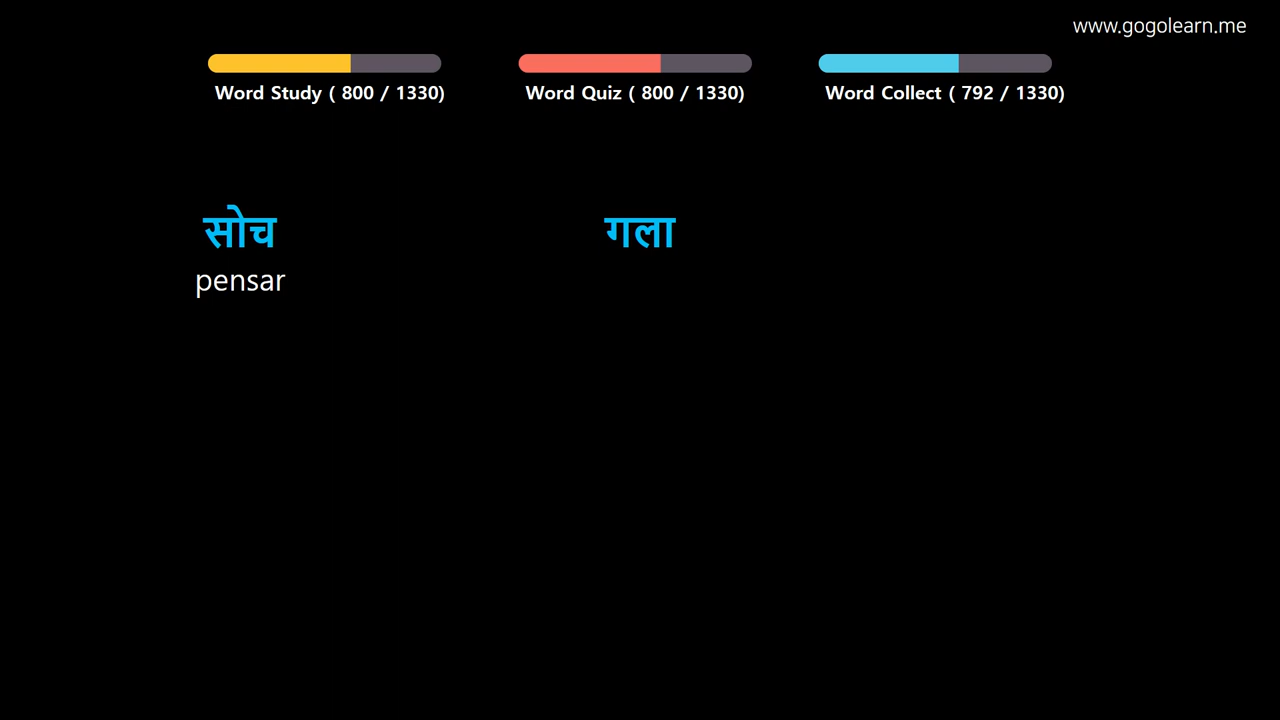 www.gogolearn.me
Word Study ( 800 / 1330)
Word Quiz ( 800 / 1330)
Word Collect ( 792 / 1330)
सोच
pensar
गला